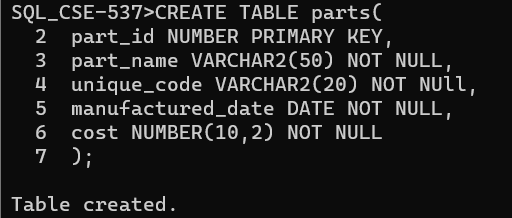 SQL_CSE-537>CREATE TABLE parts(
2 part_id NUMBER PRIMARY KEY,
3 part_name VARCHAR2(50) NOT NULL,
4 unique_code VARCHAR2(20) NOT NUll,
5 manufactured_date DATE NOT NULL,
6 cost NUMBER(10,2) NOT NULL
7 );
Table created.